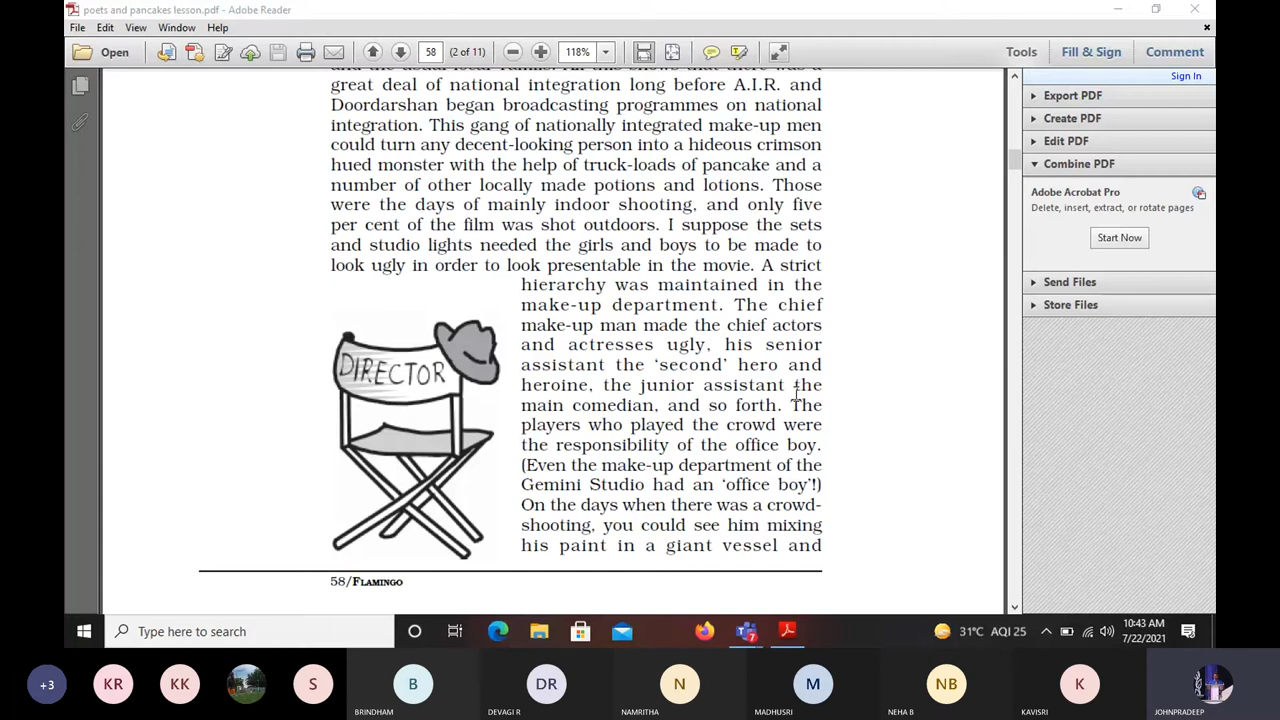 poets and pancakes lesson.pdf - Adobe Reader
File Edit View Window Help
Open 58 (2 of 11) 118% Tools Fill & Sign Comment
Sign In
great deal of national integration long before A.I.R. and
Doordarshan began broadcasting programmes on national
integration. This gang of nationally integrated make-up men
could turn any decent-looking person into a hideous crimson
hued monster with the help of truck-loads of pancake and a
number of other locally made potions and lotions. Those
were the days of mainly indoor shooting, and only five
per cent of the film was shot outdoors. I suppose the sets
and studio lights needed the girls and boys to be made to
look ugly in order to look presentable in the movie. A strict
hierarchy was maintained in the
make-up department. The chief
make-up man made the chief actors
and actresses ugly, his senior
assistant the ‘second’ hero and
heroine, the junior assistant the
main comedian, and so forth. The
players who played the crowd were
the responsibility of the office boy.
(Even the make-up department of the
Gemini Studio had an ‘office boy’!)
On the days when there was a crowd-
shooting, you could see him mixing
his paint in a giant vessel and
DIRECTOR
58/FLAMINGO
Export PDF
Create PDF
Edit PDF
Combine PDF
Adobe Acrobat Pro
Delete, insert, extract, or rotate pages
Start Now
Send Files
Store Files
Type here to search
7
31°C AQI 25
10:43 AM
7/22/2021
+3 KR KK S B DR N M NB K
BRINDHAM DEVAGI R NAMRITHA MADHUSRI NEHA B KAVISRI JOHNPRADEEP